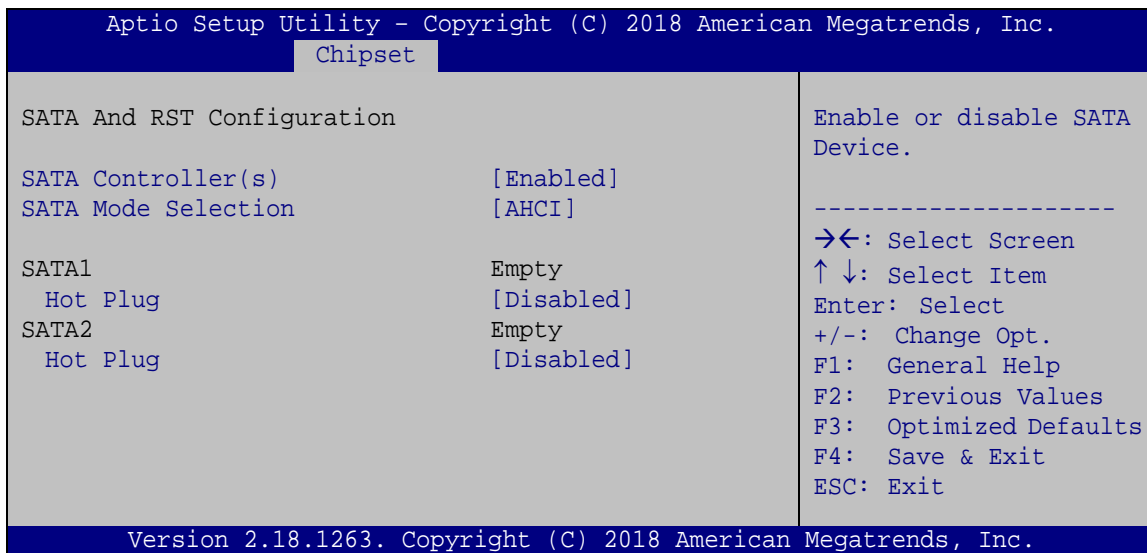 Aptio Setup Utility – Copyright (C) 2018 American Megatrends, Inc.
Chipset
SATA And RST Configuration
SATA Controller(s) [Enabled]
SATA Mode Selection [AHCI]
SATA1 Empty
Hot Plug [Disabled]
SATA2 Empty
Hot Plug [Disabled]
Enable or disable SATA
Device.
---------------------
→←: Select Screen
↑ ↓: Select Item
Enter: Select
+/-: Change Opt.
F1: General Help
F2: Previous Values
F3: Optimized Defaults
F4: Save & Exit
ESC: Exit
Version 2.18.1263. Copyright (C) 2018 American Megatrends, Inc.